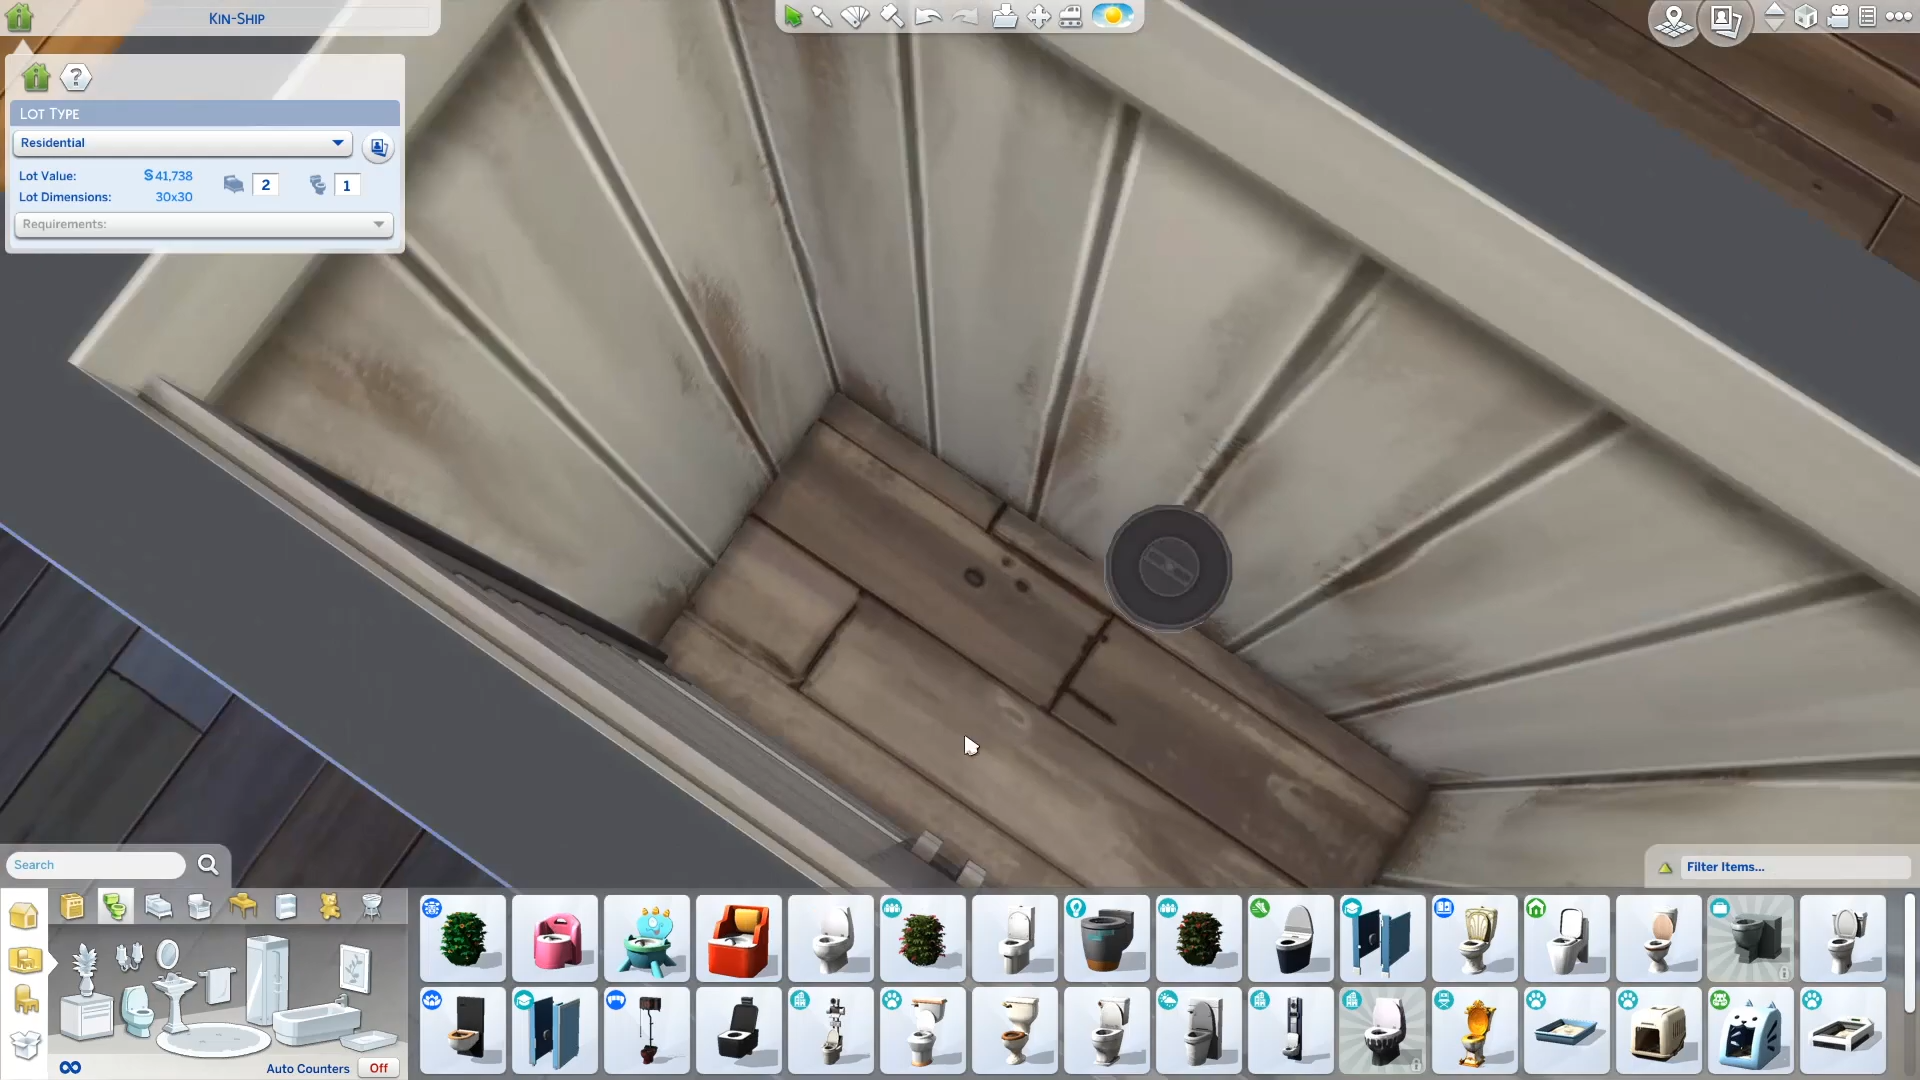 Kin-Ship
Lot Type
Residential
Lot Value: §41,738
2
1
Lot Dimensions: 30x30
Requirements:
Search
Filter Items...
Auto Counters
Off